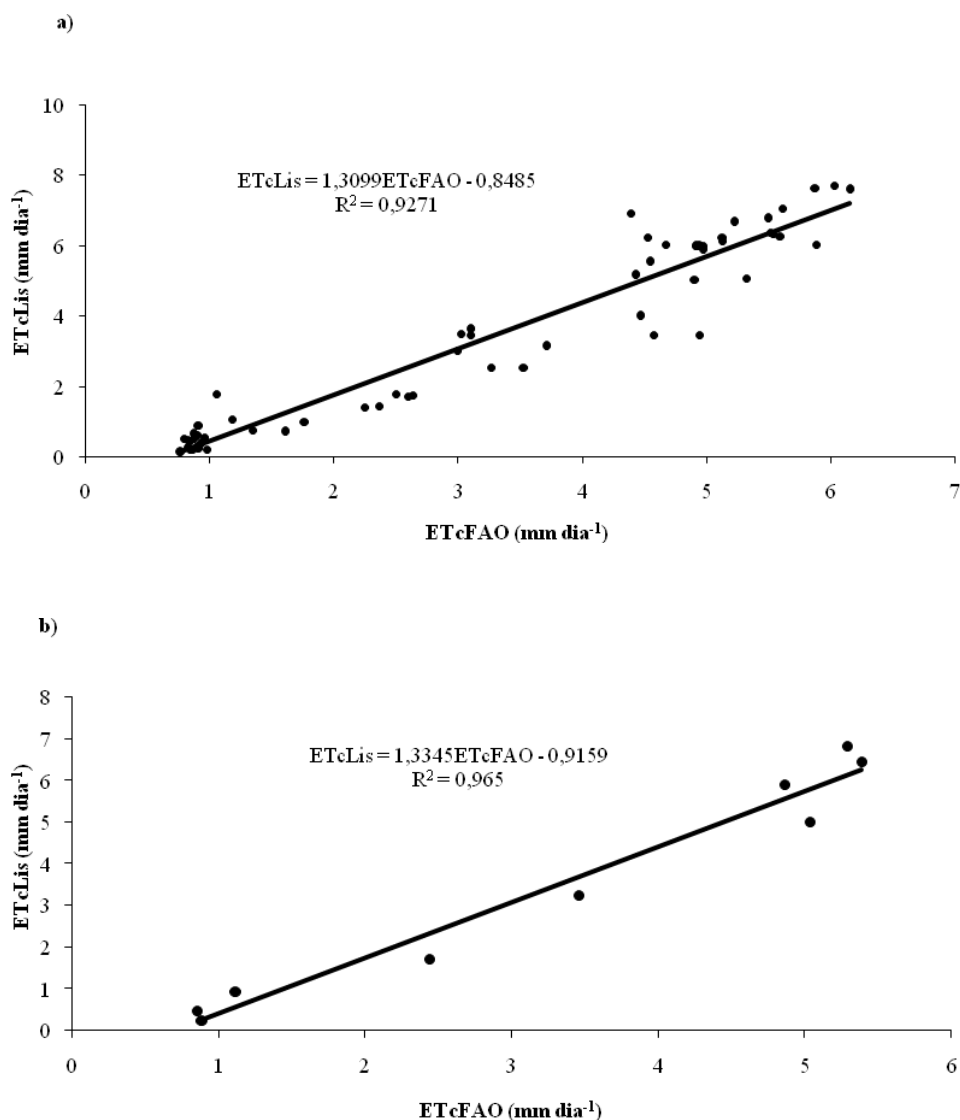 a)
10
8
6
4
2
0
ETcLis (mm dia⁻¹)
ETcLis = 1,3099ETcFAO - 0,8485
R² = 0,9271
0 1 2 3 4 5 6 7
ETcFAO (mm dia⁻¹)
b)
8
7
6
5
4
3
2
1
0
ETcLis (mm dia⁻¹)
ETcLis = 1,3345ETcFAO - 0,9159
R² = 0,965
0 1 2 3 4 5 6
ETcFAO (mm dia⁻¹)